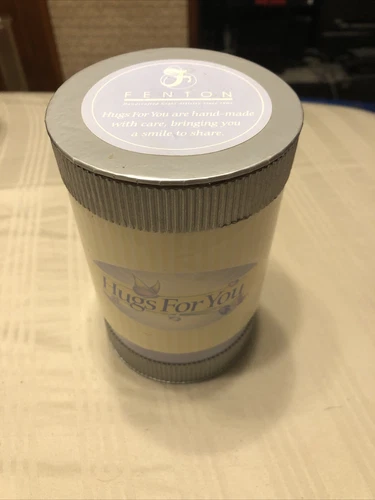 FENTON
Hugs For You are hand-made
with care, bringing you
a smile to share.
Hugs For You